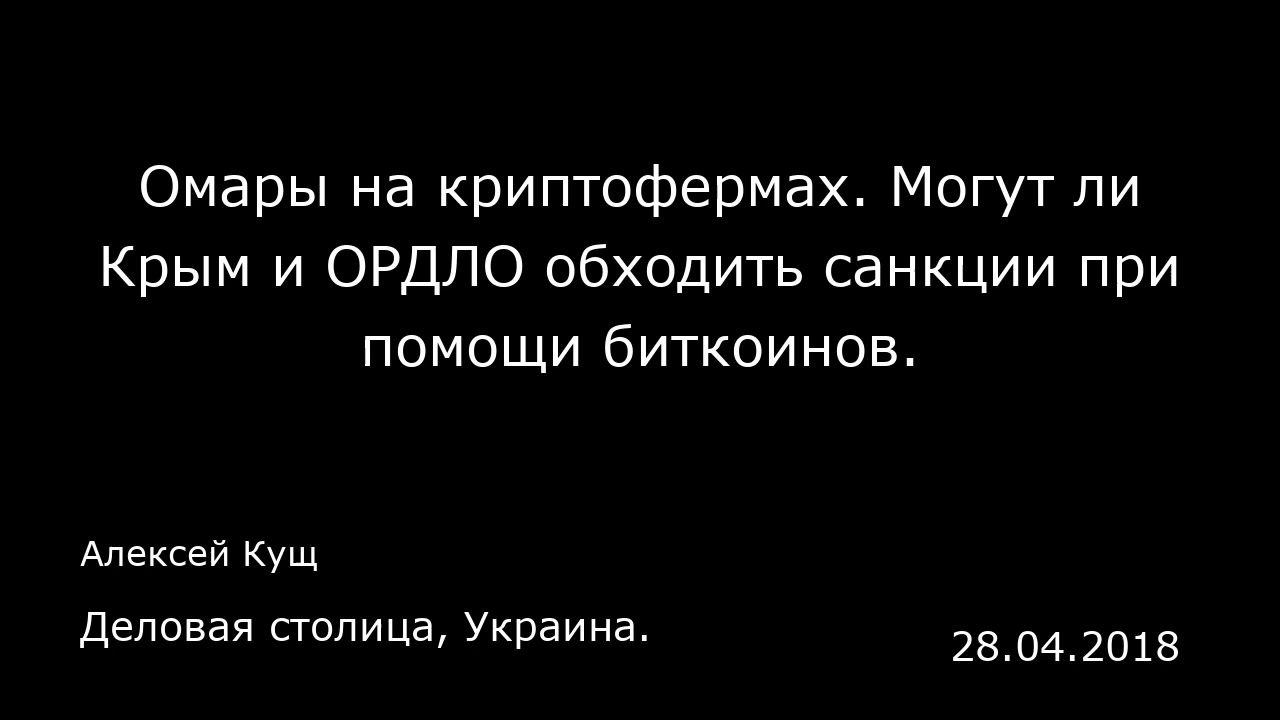 Омары на криптофермах. Могут ли
Крым и ОРДЛО обходить санкции при
помощи биткоинов.
Алексей Кущ
Деловая столица, Украина.
28.04.2018